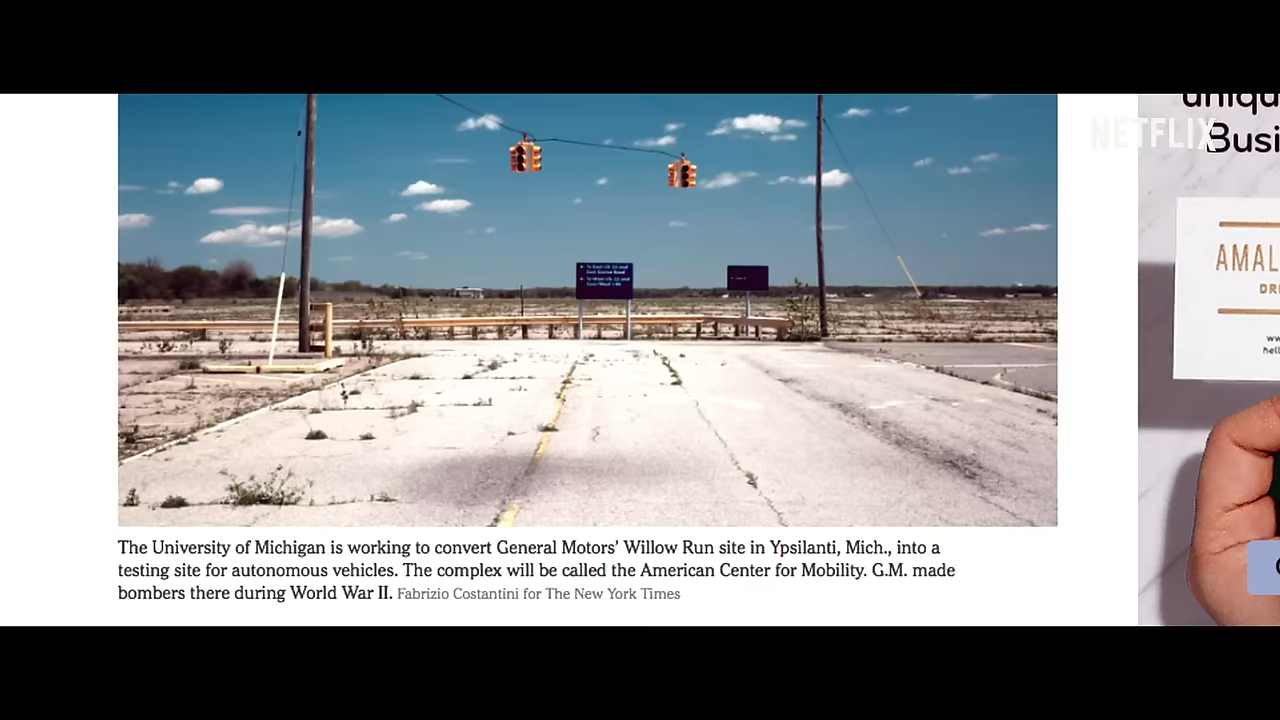 uniqu
NETFLIX
Busi
AMAL
The University of Michigan is working to convert General Motors' Willow Run site in Ypsilanti, Mich., into a
testing site for autonomous vehicles. The complex will be called the American Center for Mobility. G.M. made
bombers there during World War II. Fabrizio Costantini for The New York Times